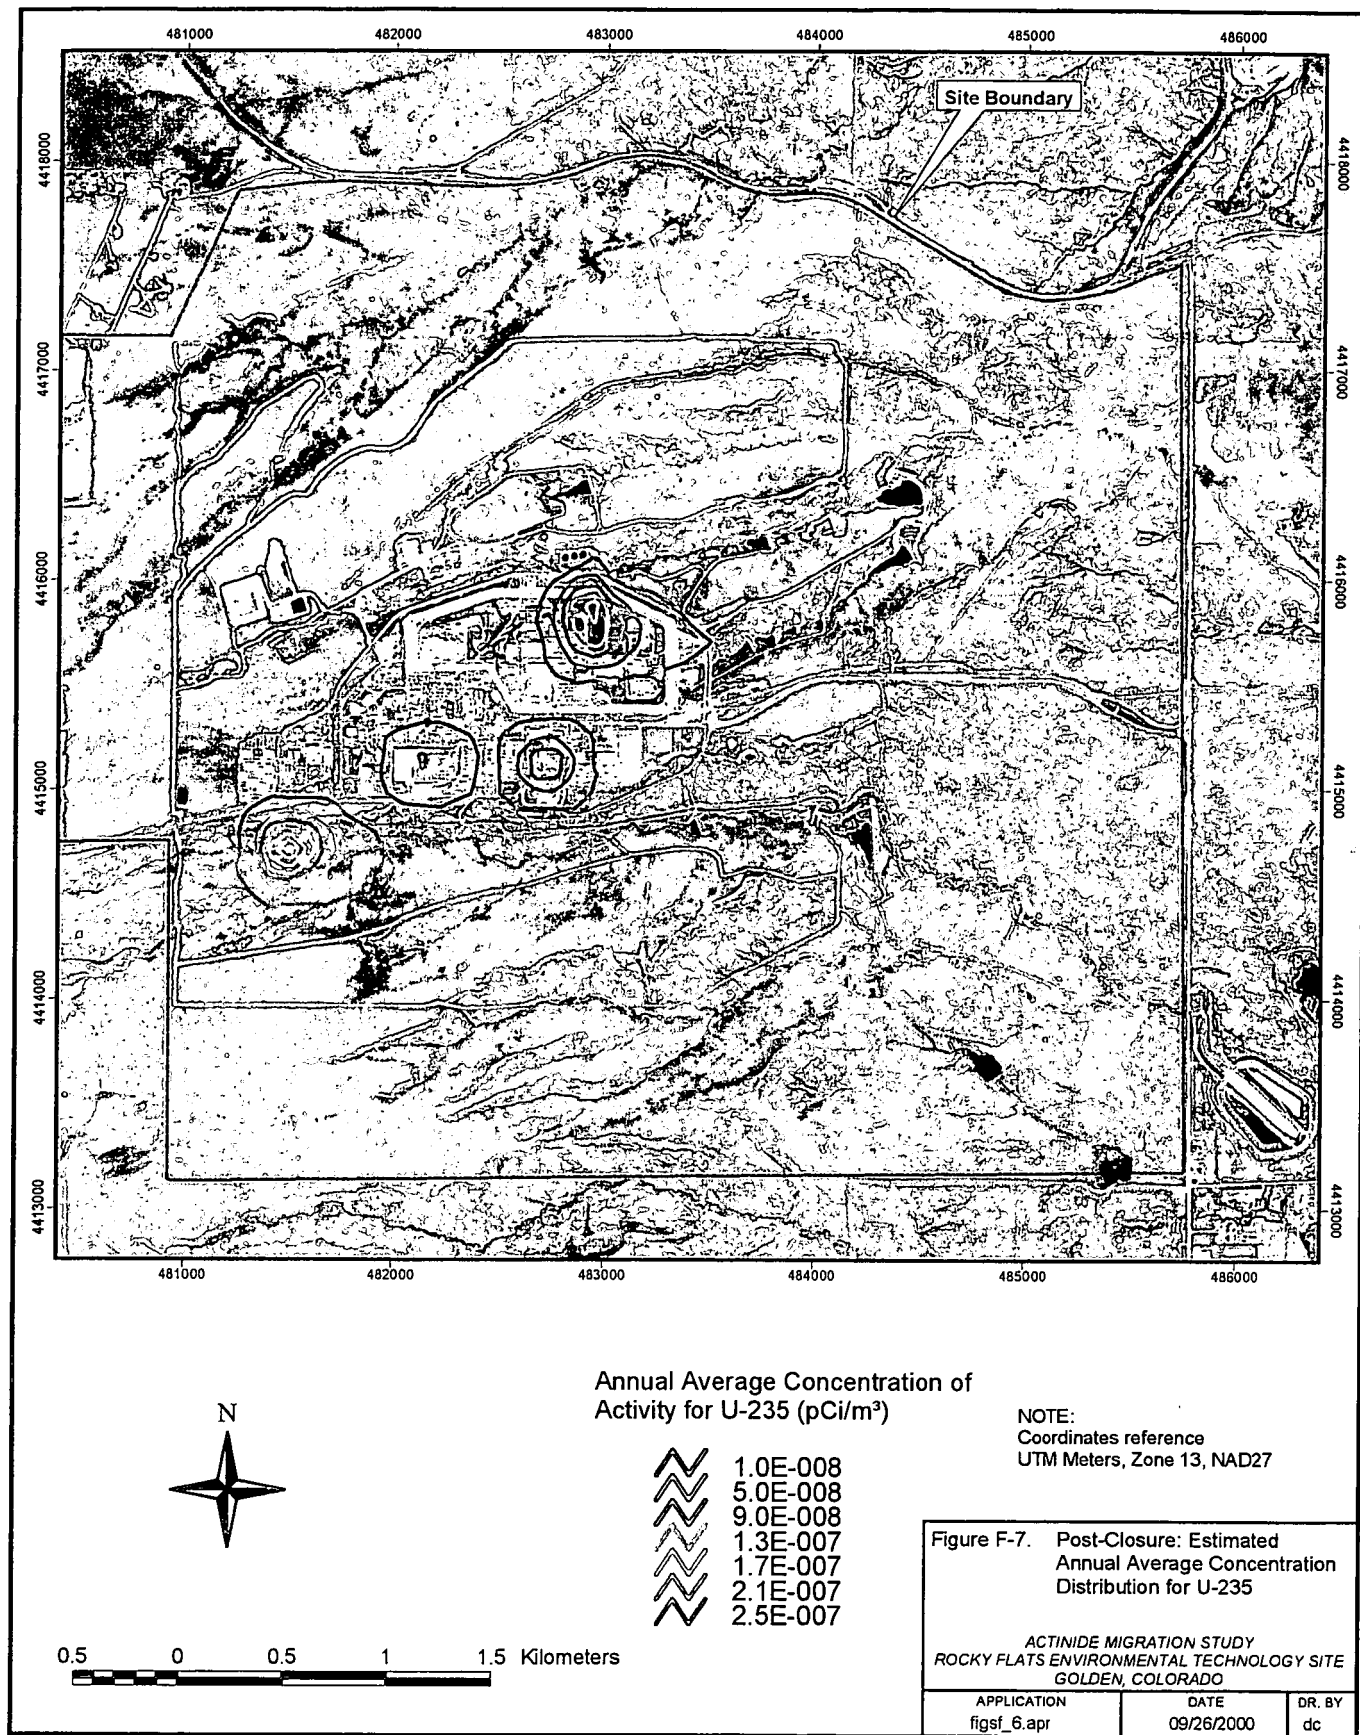 481000
482000
483000
484000
485000
486000
Site Boundary
4418000
4418000
4417000
4417000
4416000
4416000
4415000
4415000
4414000
4414000
4413000
4413000
481000
482000
483000
484000
485000
486000
Annual Average Concentration of
Activity for U-235 (pCi/m³)
1.0E-008
5.0E-008
9.0E-008
1.3E-007
1.7E-007
2.1E-007
2.5E-007
N
NOTE:
Coordinates reference
UTM Meters, Zone 13, NAD27
0.5 0 0.5 1 1.5 Kilometers
Figure F-7. Post-Closure: Estimated
Annual Average Concentration
Distribution for U-235
ACTINIDE MIGRATION STUDY
ROCKY FLATS ENVIRONMENTAL TECHNOLOGY SITE
GOLDEN, COLORADO
APPLICATION DATE DR. BY
figsf_6.apr 09/26/2000 dc